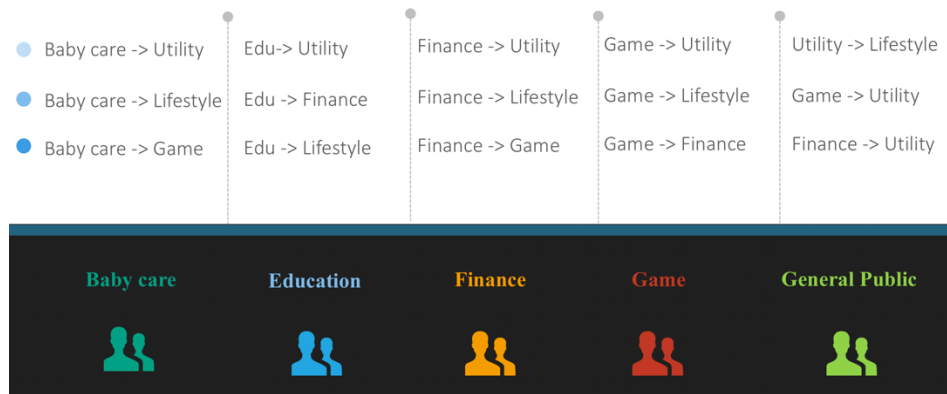 Baby care -> Utility
Edu-> Utility
Finance -> Utility
Game -> Utility
Utility -> Lifestyle
Baby care -> Lifestyle
Edu -> Finance
Finance -> Lifestyle
Game -> Lifestyle
Game -> Utility
Baby care -> Game
Edu -> Lifestyle
Finance -> Game
Game -> Finance
Finance -> Utility
Baby care
Education
Finance
Game
General Public